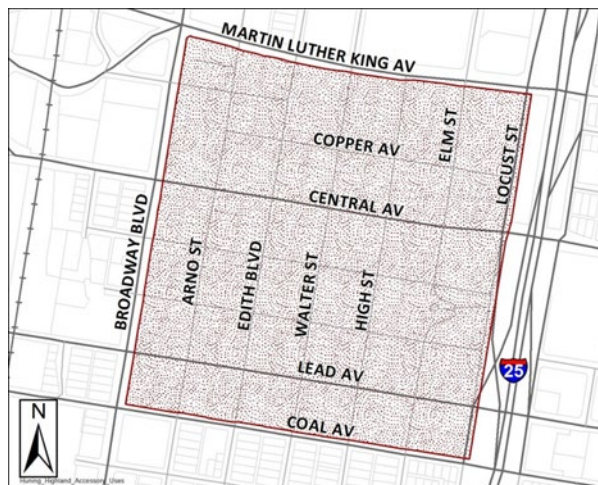 MARTIN LUTHER KING AV
COPPER AV
ELM ST
LOCUST ST
CENTRAL AV
BROADWAY BLVD
ARNO ST
EDITH BLVD
WALTER ST
HIGH ST
LEAD AV
25
COAL AV
N
Huning_Highland_Accessory_Uses